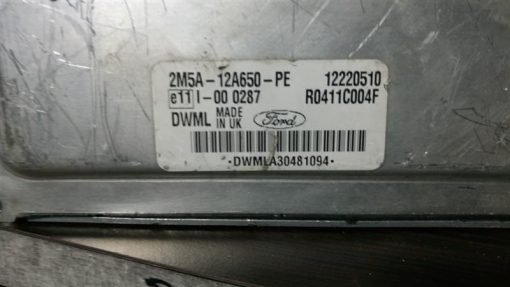 2M5A-12A650-PE 12220510
e11 I-00 0287 R0411C004F
DWML MADE IN UK Ford
·DWMLA30481094·